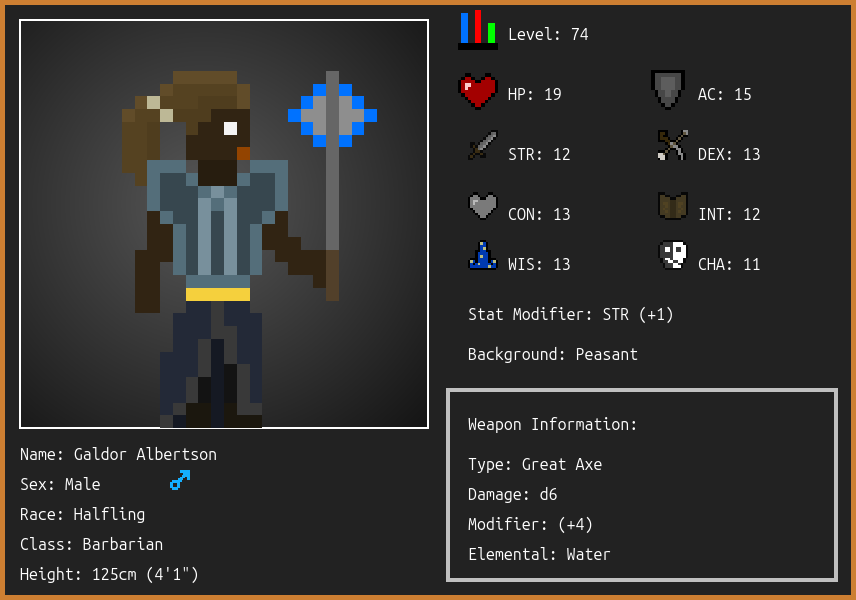 Level: 74
HP: 19
AC: 15
STR: 12
DEX: 13
CON: 13
INT: 12
WIS: 13
CHA: 11
Stat Modifier: STR (+1)
Background: Peasant
Weapon Information:
Type: Great Axe
Damage: d6
Modifier: (+4)
Elemental: Water
Name: Galdor Albertson
Sex: Male
Race: Halfling
Class: Barbarian
Height: 125cm (4'1")